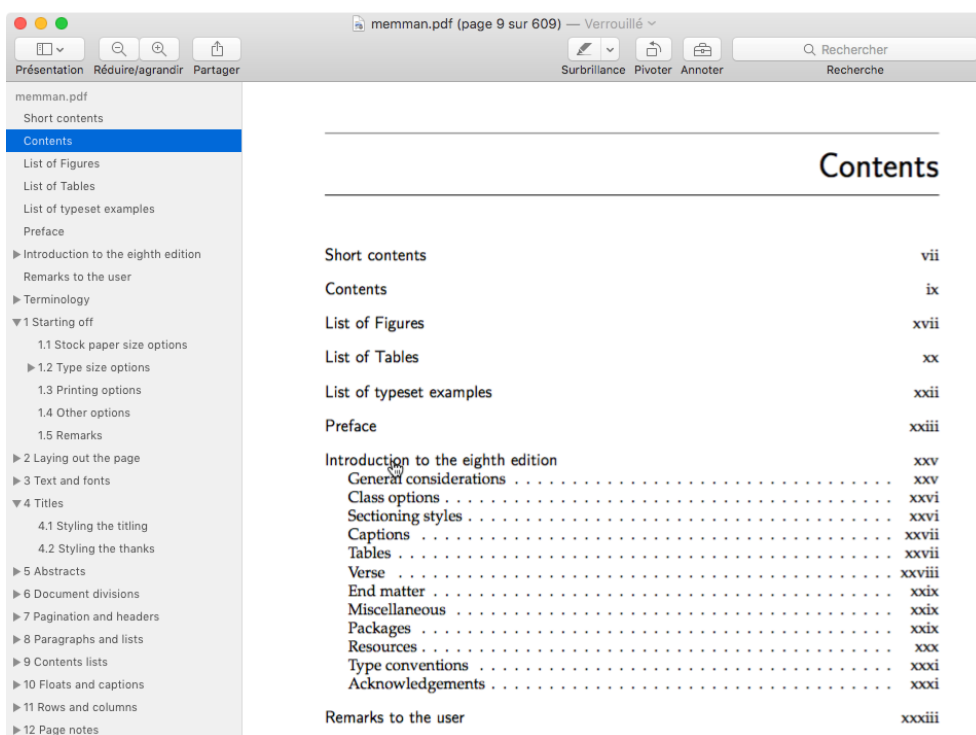 memman.pdf (page 9 sur 609) — Verrouillé
Présentation Réduire/agrandir Partager
Surbrillance Pivoter Annoter
Rechercher
Recherche
memman.pdf
Short contents
Contents
List of Figures
List of Tables
List of typeset examples
Preface
Introduction to the eighth edition
Remarks to the user
Terminology
1 Starting off
1.1 Stock paper size options
1.2 Type size options
1.3 Printing options
1.4 Other options
1.5 Remarks
2 Laying out the page
3 Text and fonts
4 Titles
4.1 Styling the titling
4.2 Styling the thanks
5 Abstracts
6 Document divisions
7 Pagination and headers
8 Paragraphs and lists
9 Contents lists
10 Floats and captions
11 Rows and columns
12 Page notes
Contents
Short contents vii
Contents ix
List of Figures xvii
List of Tables xx
List of typeset examples xxii
Preface xxiii
Introduction to the eighth edition xxv
General considerations . . . . . . . . . . xxv
Class options . . . . . . . . . . xxvi
Sectioning styles . . . . . . . . . . xxvi
Captions . . . . . . . . . . xxvii
Tables . . . . . . . . . . xxvii
Verse . . . . . . . . . . xxviii
End matter . . . . . . . . . . xxix
Miscellaneous . . . . . . . . . . xxix
Packages . . . . . . . . . . xxix
Resources . . . . . . . . . . xxx
Type conventions . . . . . . . . . . xxxi
Acknowledgements . . . . . . . . . . xxxi
Remarks to the user xxxiii